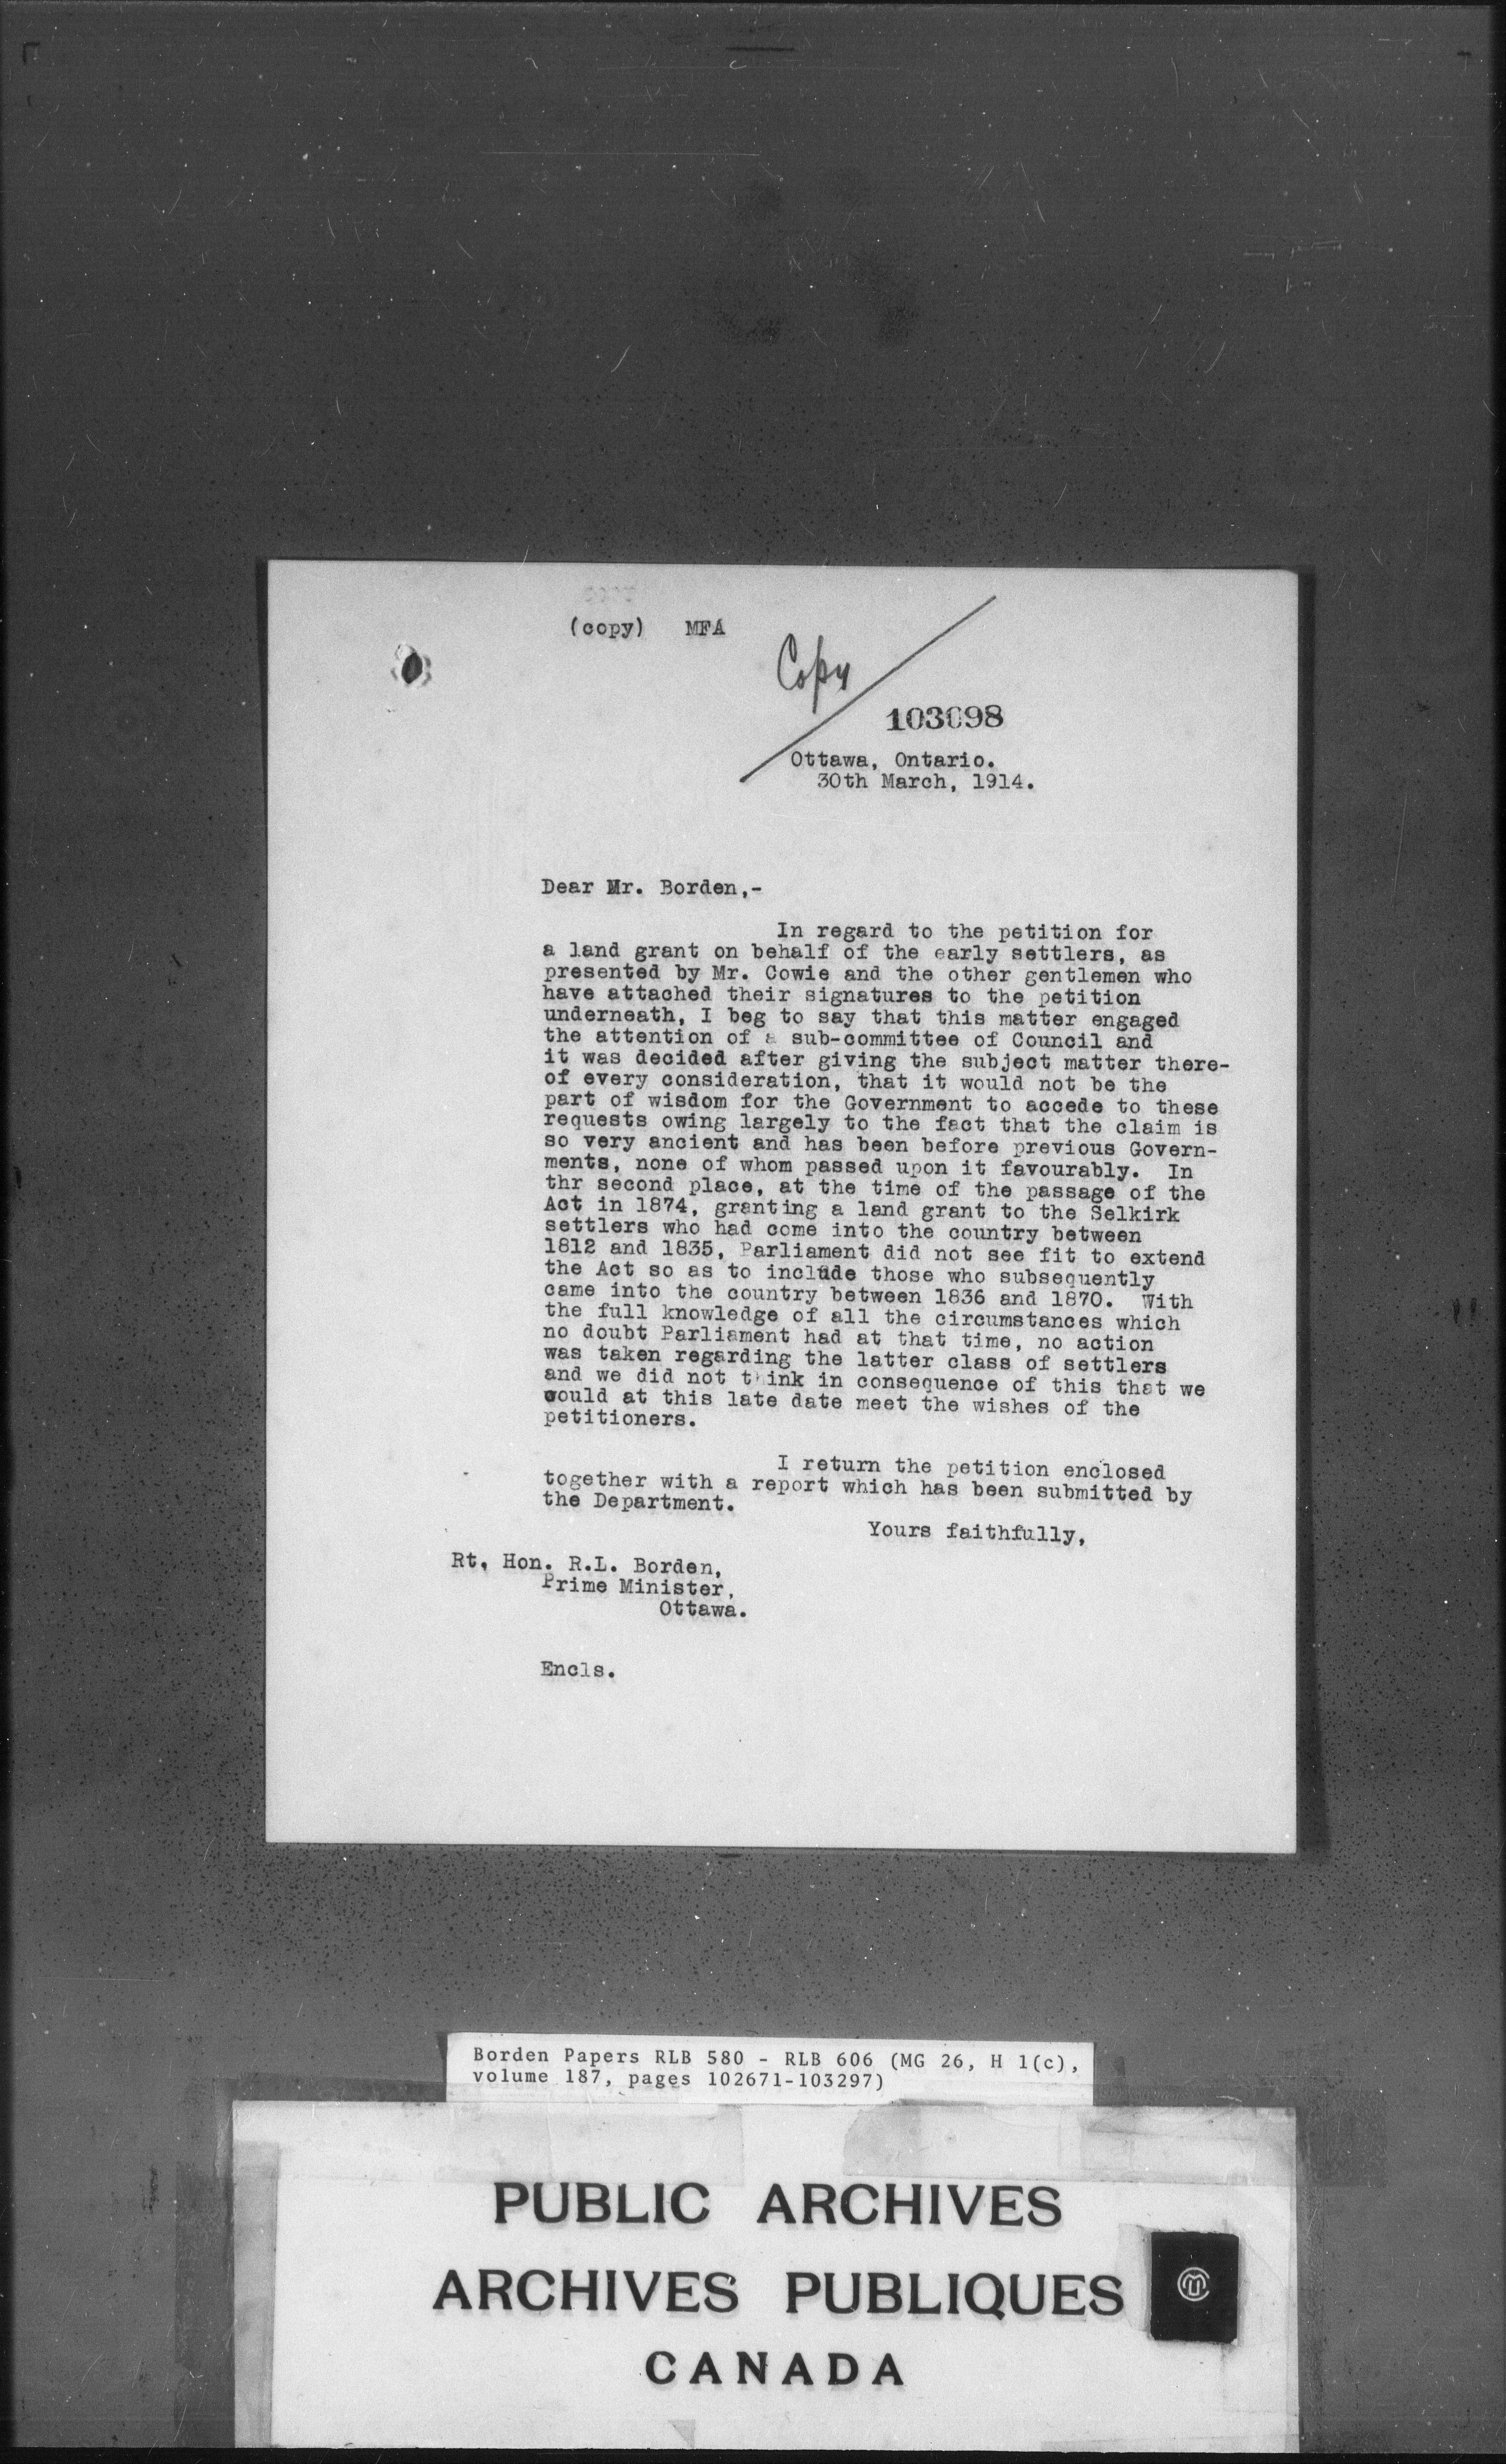 (copy) MFA
Copy
103098
Ottawa, Ontario.
30th March, 1914.
Dear Mr. Borden,-
In regard to the petition for
a land grant on behalf of the early settlers, as
presented by Mr. Cowie and the other gentlemen who
have attached their signatures to the petition
underneath, I beg to say that this matter engaged
the attention of a sub-committee of Council and
it was decided after giving the subject matter there-
of every consideration, that it would not be the
part of wisdom for the Government to accede to these
requests owing largely to the fact that the claim is
so very ancient and has been before previous Govern-
ments, none of whom passed upon it favourably. In
thr second place, at the time of the passage of the
Act in 1874, granting a land grant to the Selkirk
settlers who had come into the country between
1812 and 1835, Parliament did not see fit to extend
the Act so as to include those who subsequently
came into the country between 1836 and 1870. With
the full knowledge of all the circumstances which
no doubt Parliament had at that time, no action
was taken regarding the latter class of settlers
and we did not think in consequence of this that we
could at this late date meet the wishes of the
petitioners.
I return the petition enclosed
together with a report which has been submitted by
the Department.
Yours faithfully,
Rt. Hon. R.L. Borden,
Prime Minister,
Ottawa.
Encls.
Borden Papers RLB 580 - RLB 606 (MG 26, H 1(c),
volume 187, pages 102671-103297)
PUBLIC ARCHIVES
ARCHIVES PUBLIQUES
CANADA